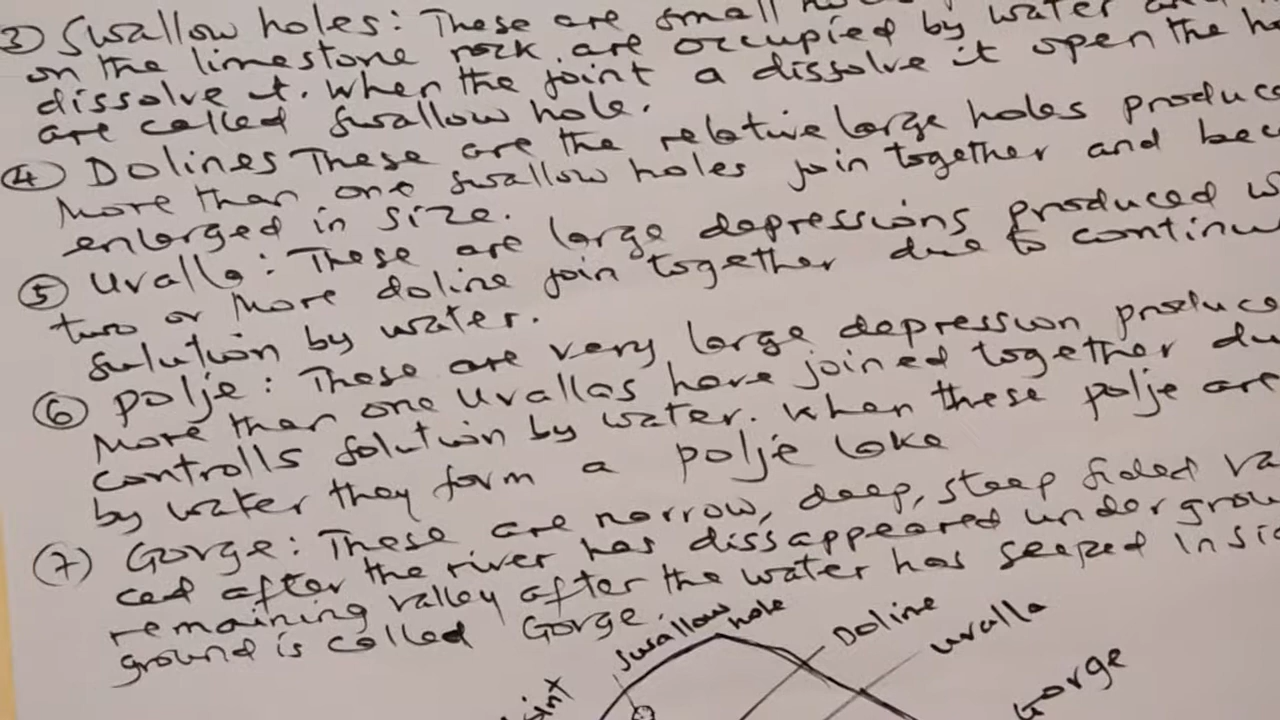 3) Swallow holes: These are small
on the limestone rock are occupied by water
dissolve it. When the joint a dissolve it open the
are called Swallow hole.
4) Dolines These are the relative large holes produce
More than one swallow holes join together and bec
enlarged in size.
5) Uvalla: These are large depressions produced
two or More doline join together due to continu
Solution by water.
6) Polje: These are very large depression produce
More than one Uvallas have joined together du
controlls solution by water. When these polje are
by water they form a polje lake
7) Gorge: These are narrow, deep, steep sided va
ced after the river has dissappeared undergrou
remaining valley after the water has seeped insid
ground is called Gorge.
Swallow hole
Doline
uvalla
Gorge